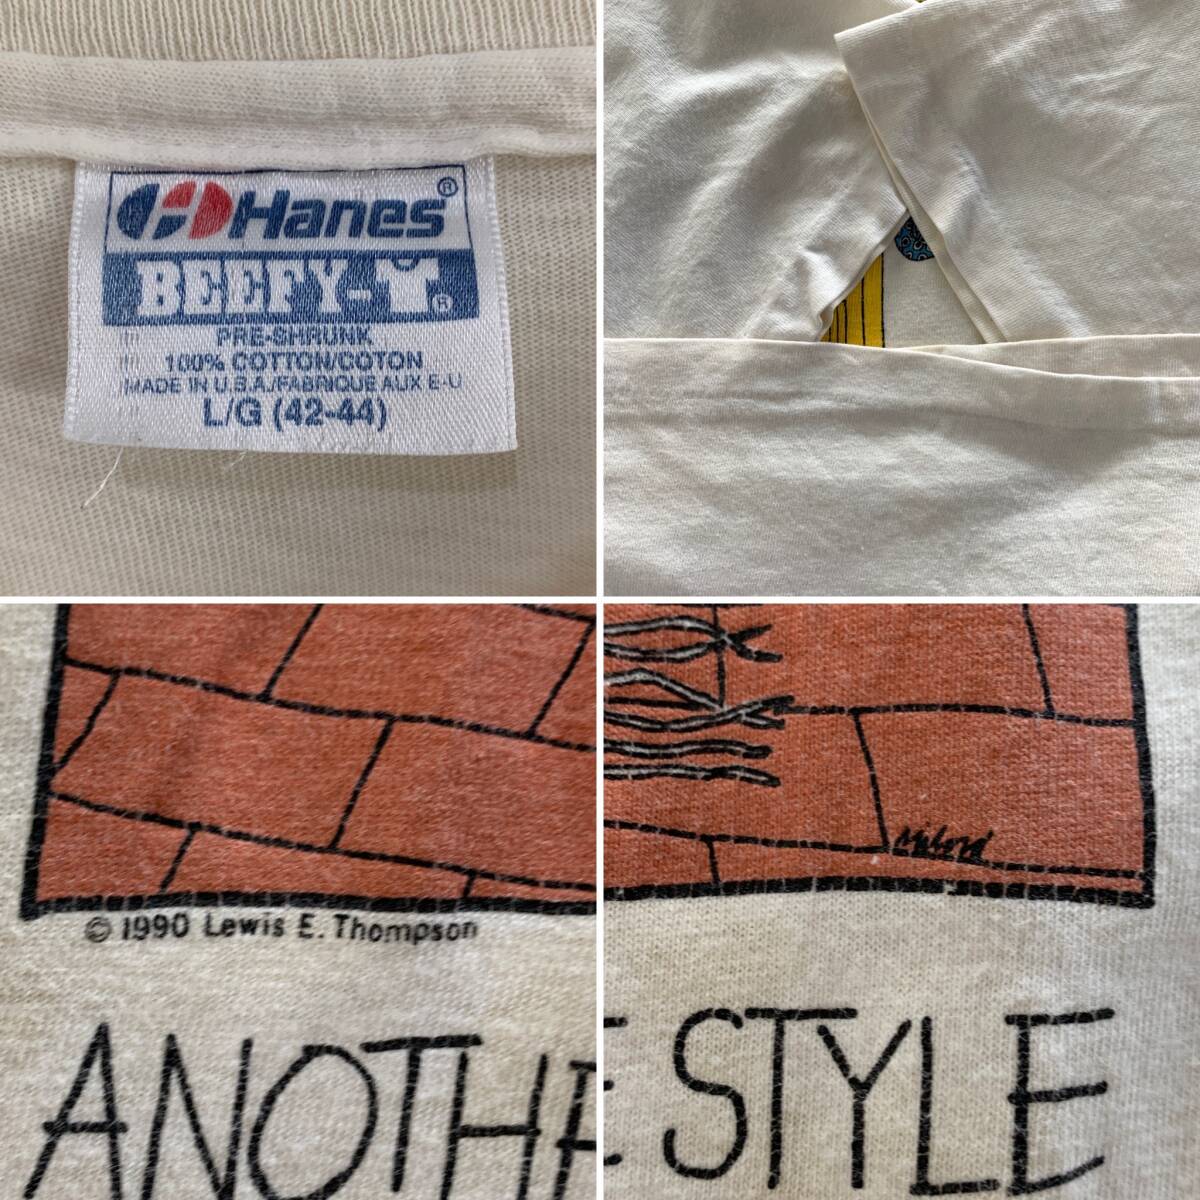 Hanes®
BEEFY-T®
PRE-SHRUNK
100% COTTON/COTON
MADE IN U.S.A./FABRIQUE AUX E-U
L/G (42-44)
© 1990 Lewis E. Thompson
ANOTHE
STYLE